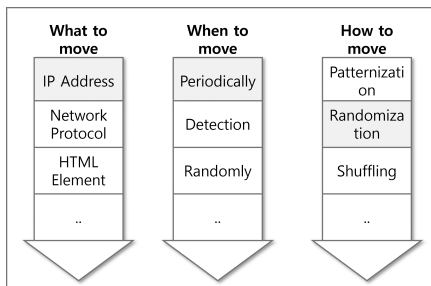 What to
move
IP Address
Network
Protocol
HTML
Element
..
When to
move
Periodically
Detection
Randomly
..
How to
move
Patternizati
on
Randomiza
tion
Shuffling
..